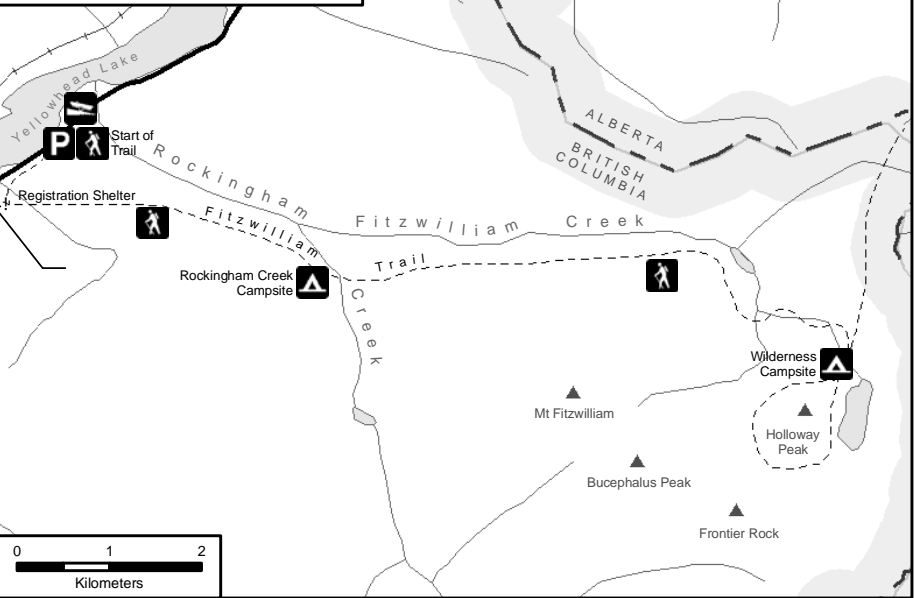 Yellowhead Lake
P
Start of
Trail
Registration Shelter
Rockingham
Creek
Fitzwilliam
Trail
Fitzwilliam Creek
ALBERTA
BRITISH
COLUMBIA
Rockingham Creek
Campsite
Wilderness
Campsite
Mt Fitzwilliam
Holloway
Peak
Bucephalus Peak
Frontier Rock
0 1 2
Kilometers